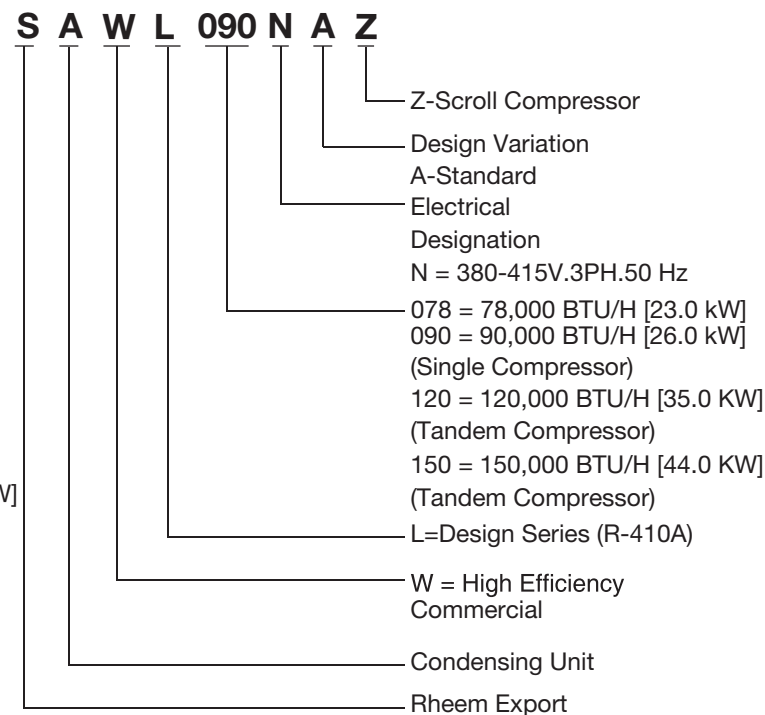 S A W L 090 N A Z
Z-Scroll Compressor
Design Variation
A-Standard
Electrical
Designation
N = 380-415V.3PH.50 Hz
078 = 78,000 BTU/H [23.0 kW]
090 = 90,000 BTU/H [26.0 kW]
(Single Compressor)
120 = 120,000 BTU/H [35.0 KW]
(Tandem Compressor)
150 = 150,000 BTU/H [44.0 KW]
(Tandem Compressor)
L=Design Series (R-410A)
W = High Efficiency
Commercial
Condensing Unit
Rheem Export